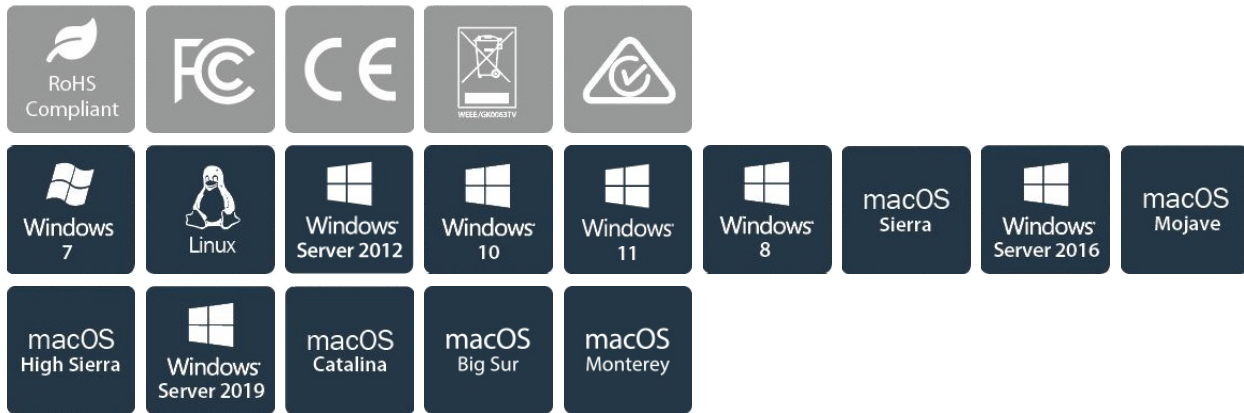 RoHS
Compliant
FC
CE
WEEE/GK0083TV
Windows
7
Linux
Windows
Server 2012
Windows
10
Windows
11
Windows
8
macOS
Sierra
Windows
Server 2016
macOS
Mojave
macOS
High Sierra
Windows
Server 2019
macOS
Catalina
macOS
Big Sur
macOS
Monterey